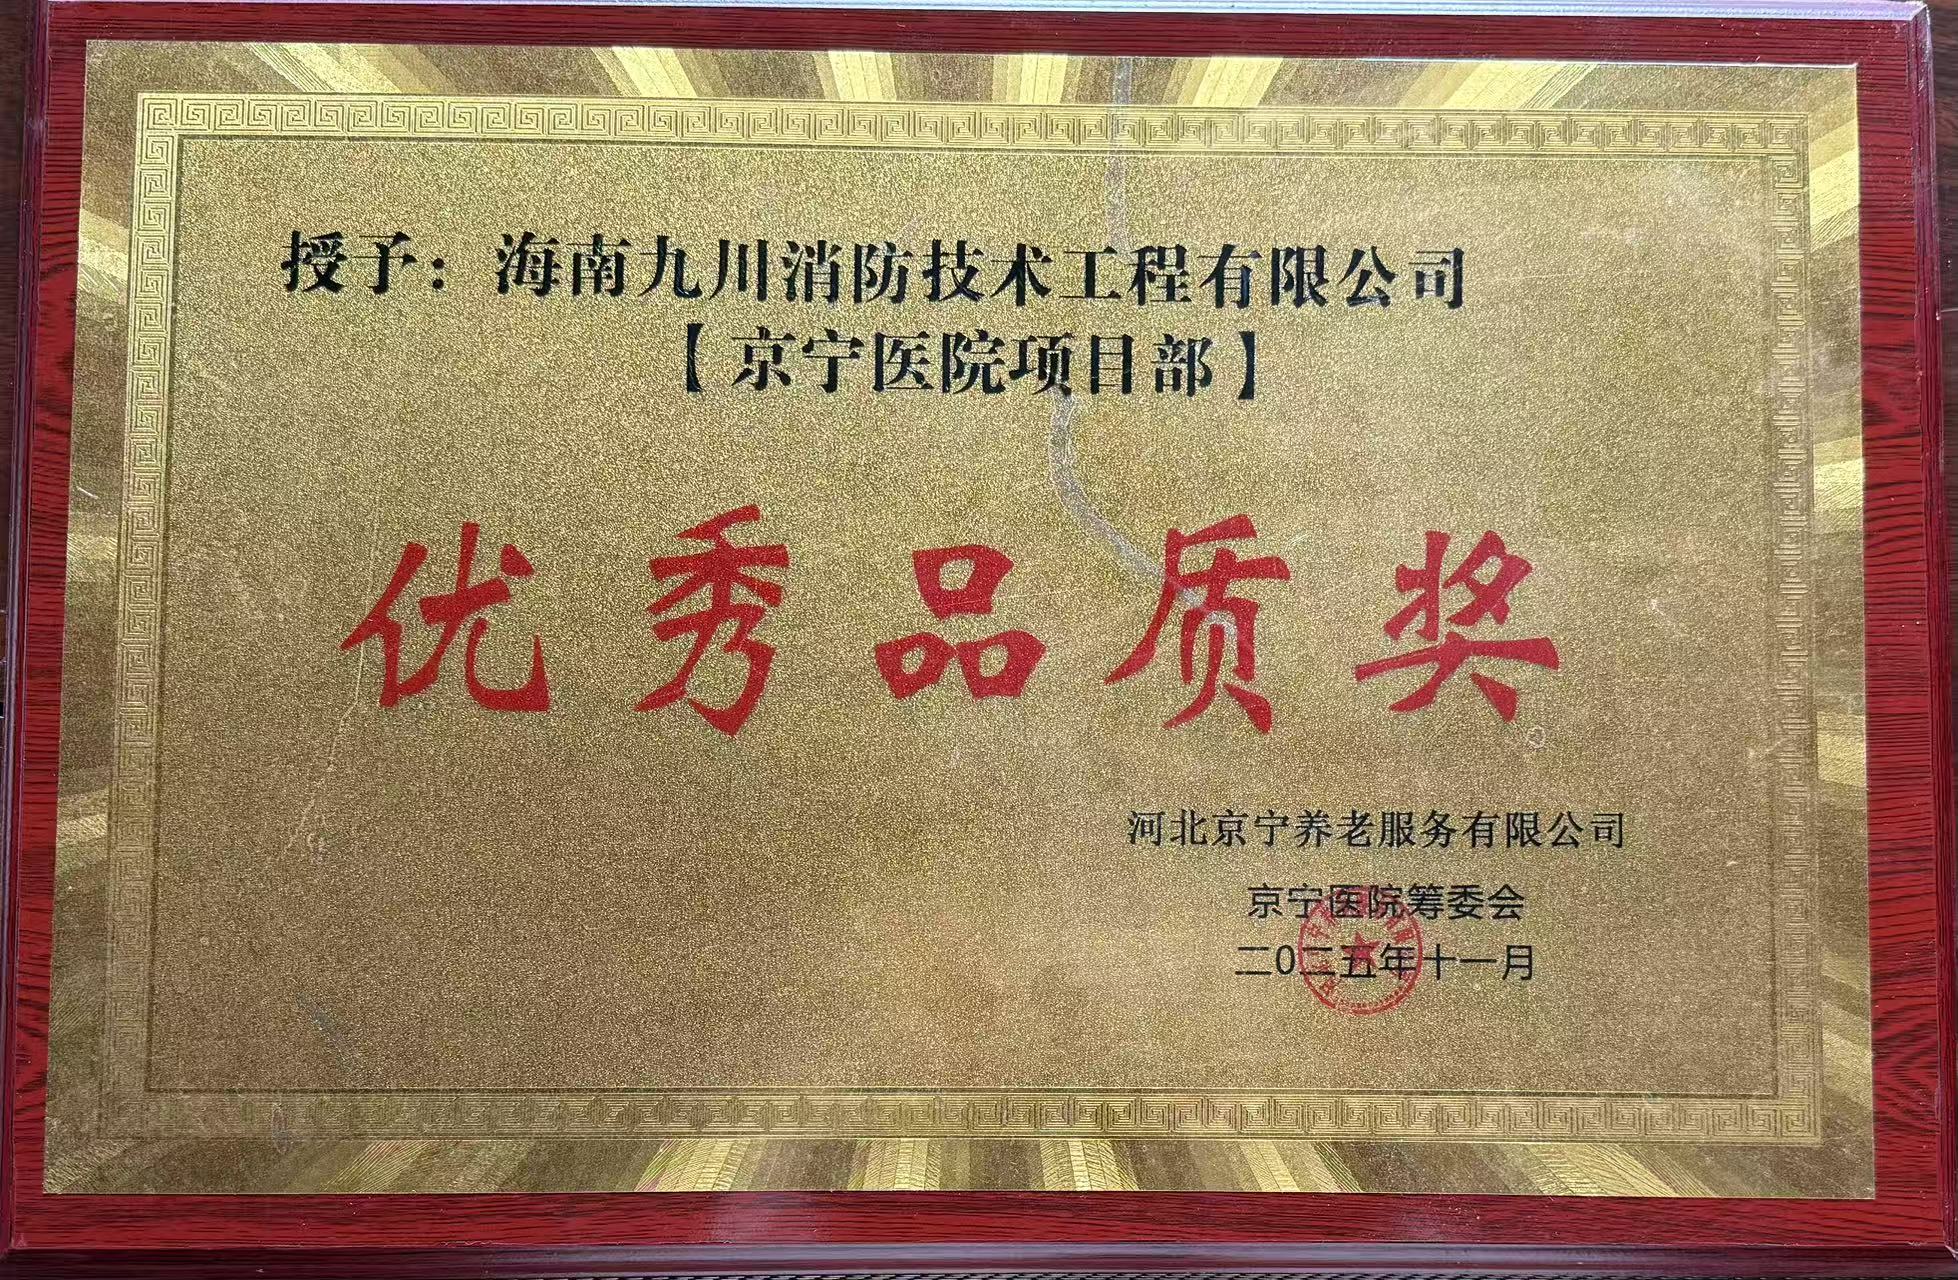 授予：海南九川消防技术工程有限公司
【京宁医院项目部】
优秀品质奖
河北京宁养老服务有限公司
京宁医院筹委会
二0二五年十一月